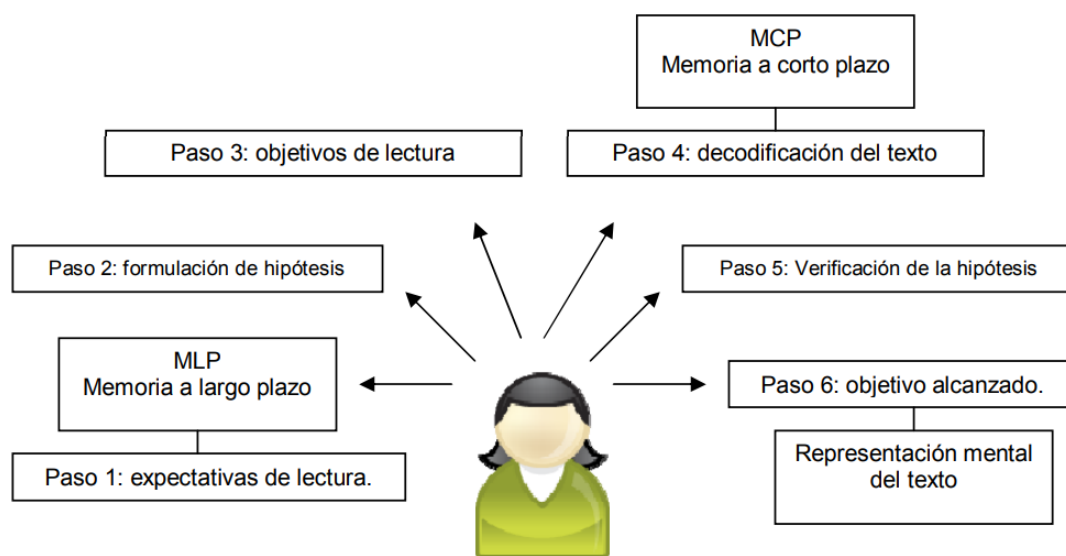 MCP
Memoria a corto plazo
Paso 3: objetivos de lectura
Paso 4: decodificación del texto
Paso 2: formulación de hipótesis
Paso 5: Verificación de la hipótesis
MLP
Memoria a largo plazo
Paso 6: objetivo alcanzado.
Paso 1: expectativas de lectura.
Representación mental
del texto